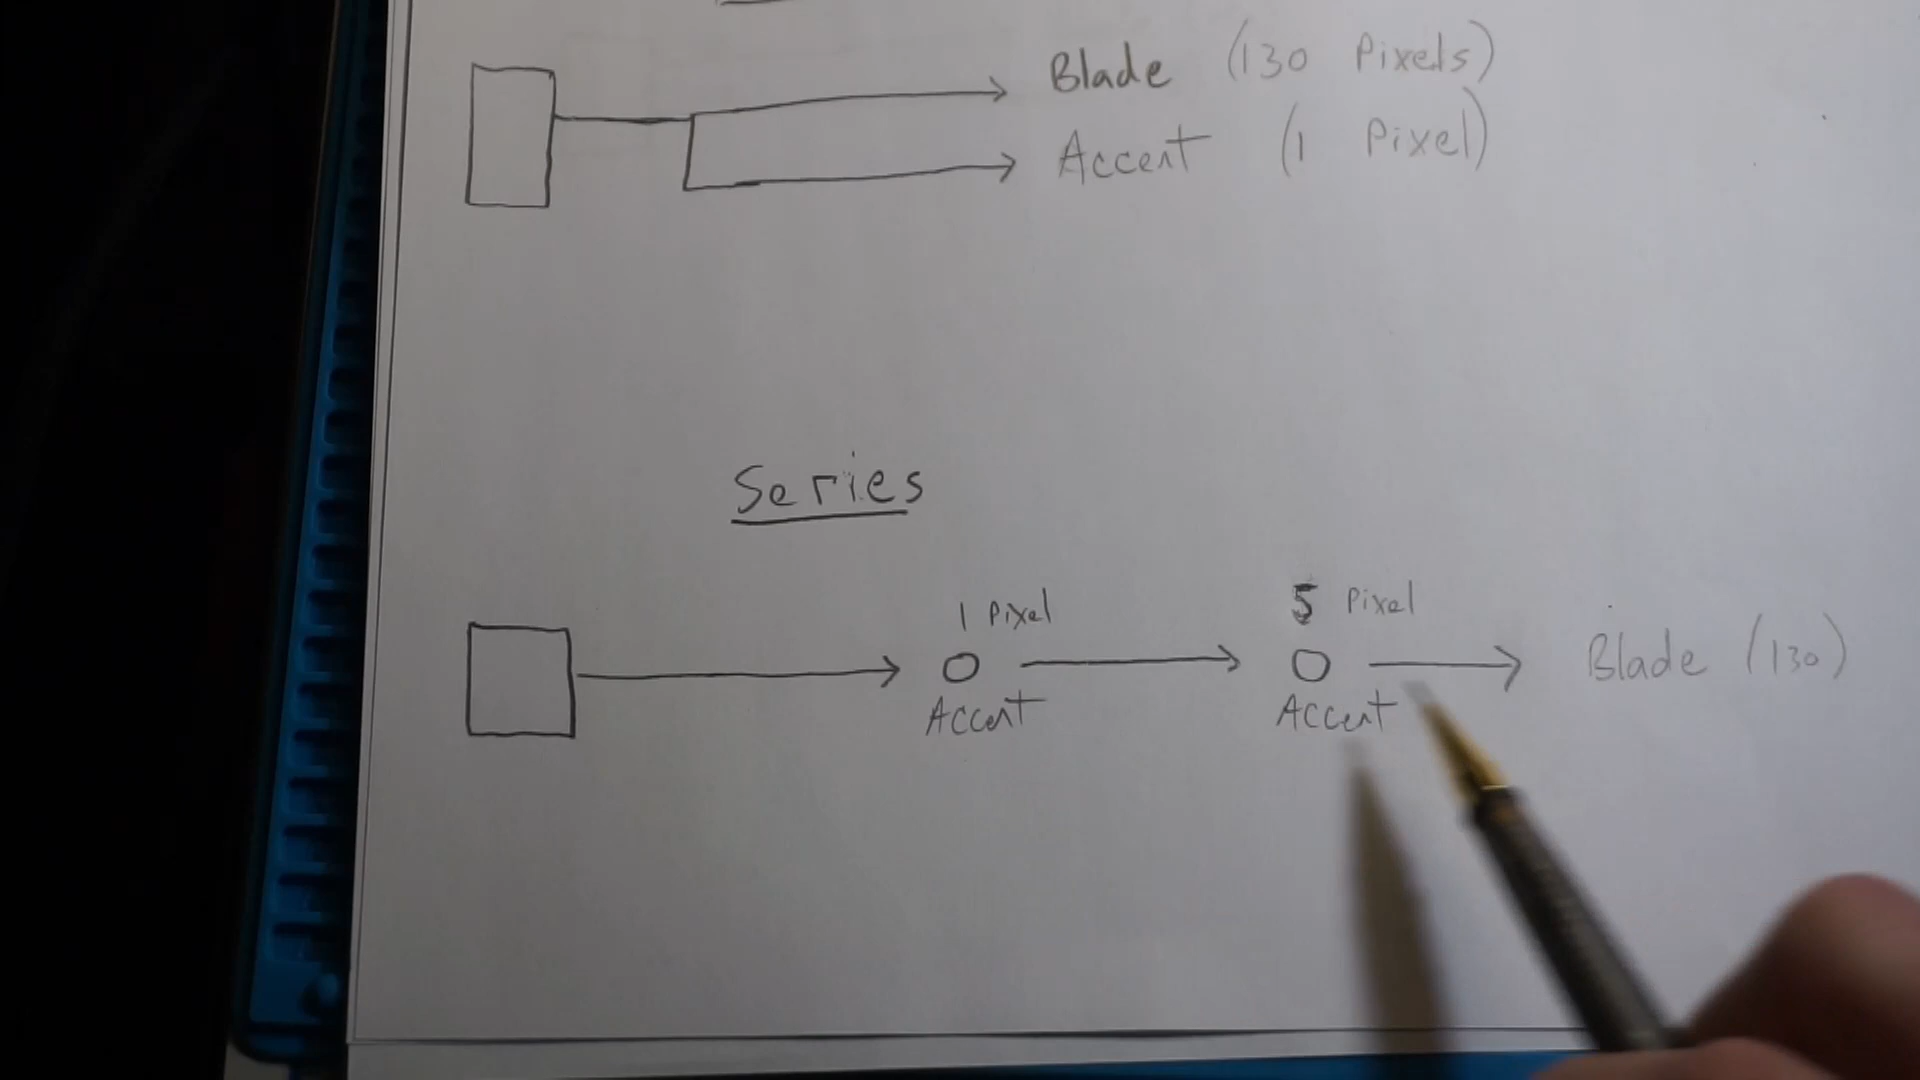 Blade (130 Pixels)
Accent (1 Pixel)
Series
1 Pixel
5 Pixel
Accent
Accent
Blade (130)